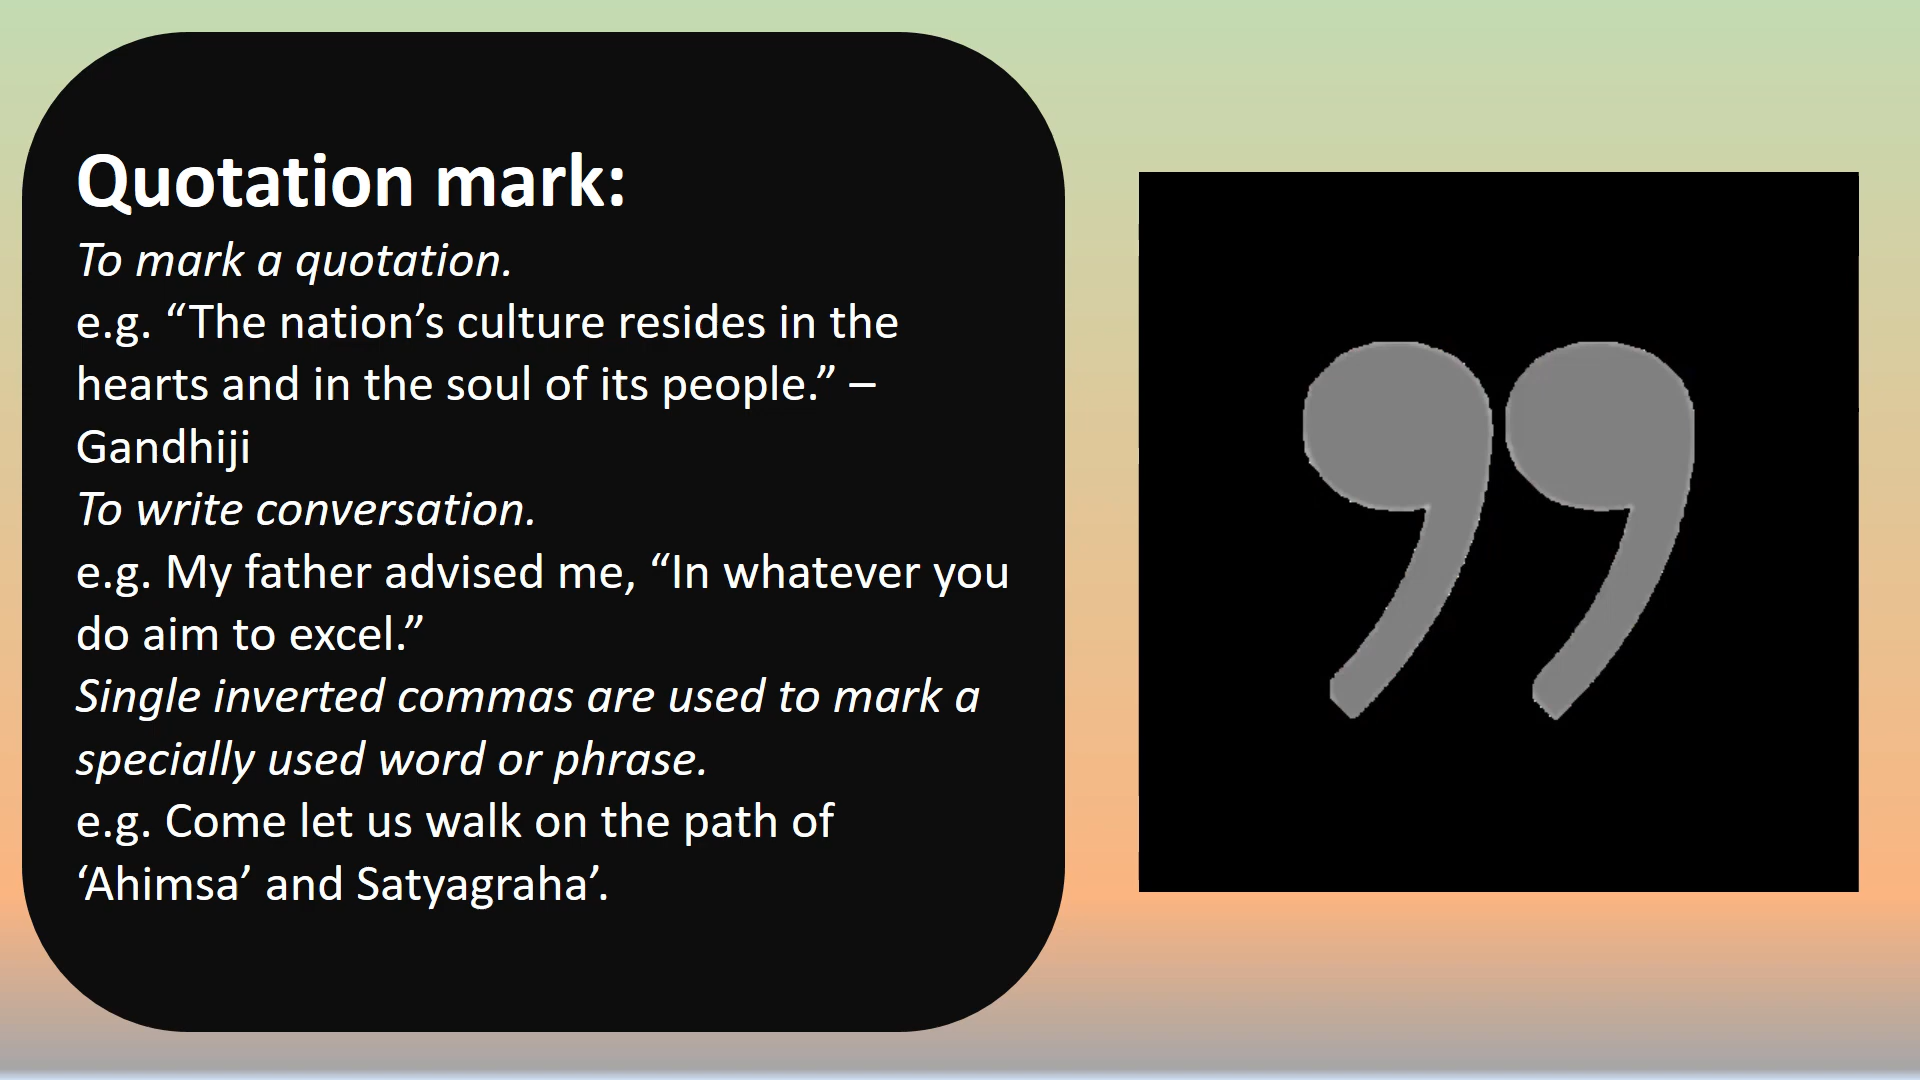 Quotation mark:
To mark a quotation.
e.g. “The nation’s culture resides in the
hearts and in the soul of its people.” –
Gandhiji
To write conversation.
e.g. My father advised me, “In whatever you
do aim to excel.”
Single inverted commas are used to mark a
specially used word or phrase.
e.g. Come let us walk on the path of
‘Ahimsa’ and Satyagraha’.
”